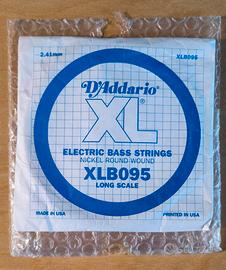 2.41mm XLB095
D'Addario
XL®
ELECTRIC BASS STRINGS
NICKEL ROUND WOUND
XLB095
LONG SCALE
MADE IN USA PRINTED IN USA